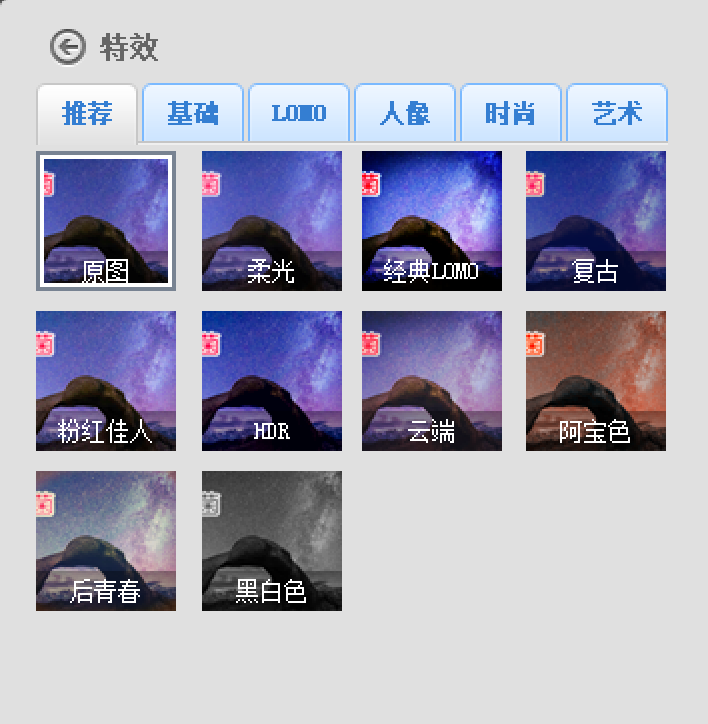 特效
推荐 基础 LOMO 人像 时尚 艺术
原图 柔光 经典LOMO 复古
粉红佳人 HDR 云端 阿宝色
后青春 黑白色